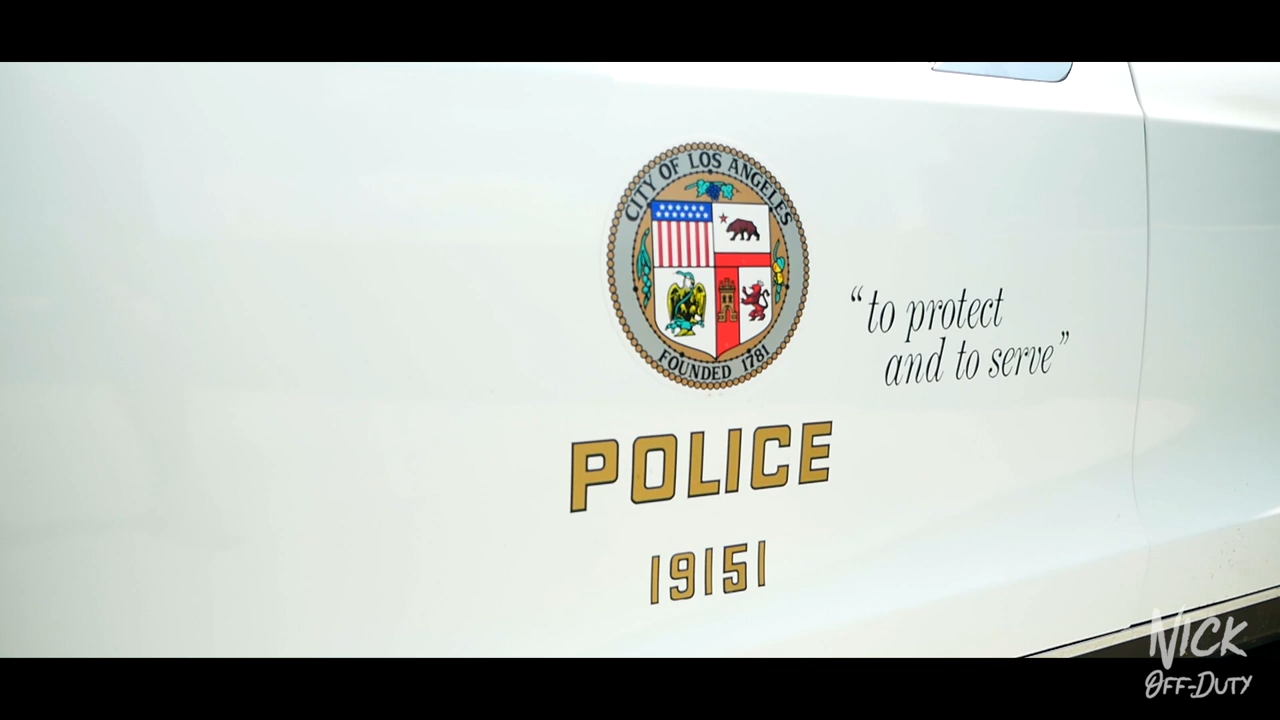 CITY OF LOS ANGELES
FOUNDED 1781
“to protect
and to serve”
POLICE
19151
NICK
OFF-DUTY